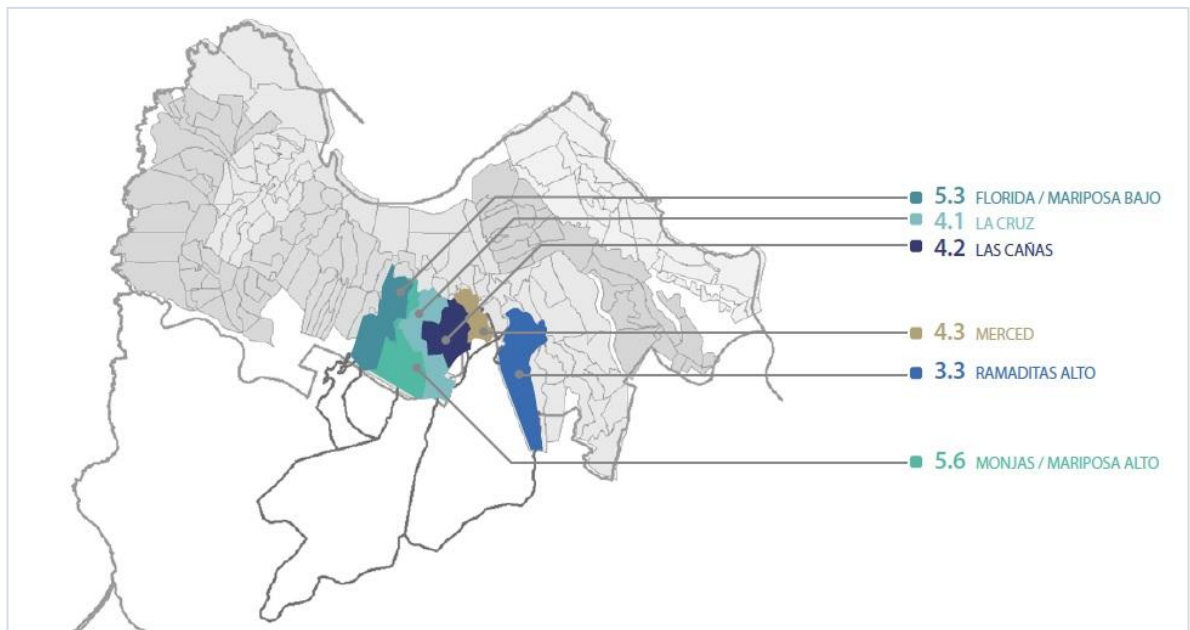 5.3 FLORIDA / MARIPOSA BAJO
4.1 LA CRUZ
4.2 LAS CAÑAS
4.3 MERCED
3.3 RAMADITAS ALTO
5.6 MONJAS / MARIPOSA ALTO